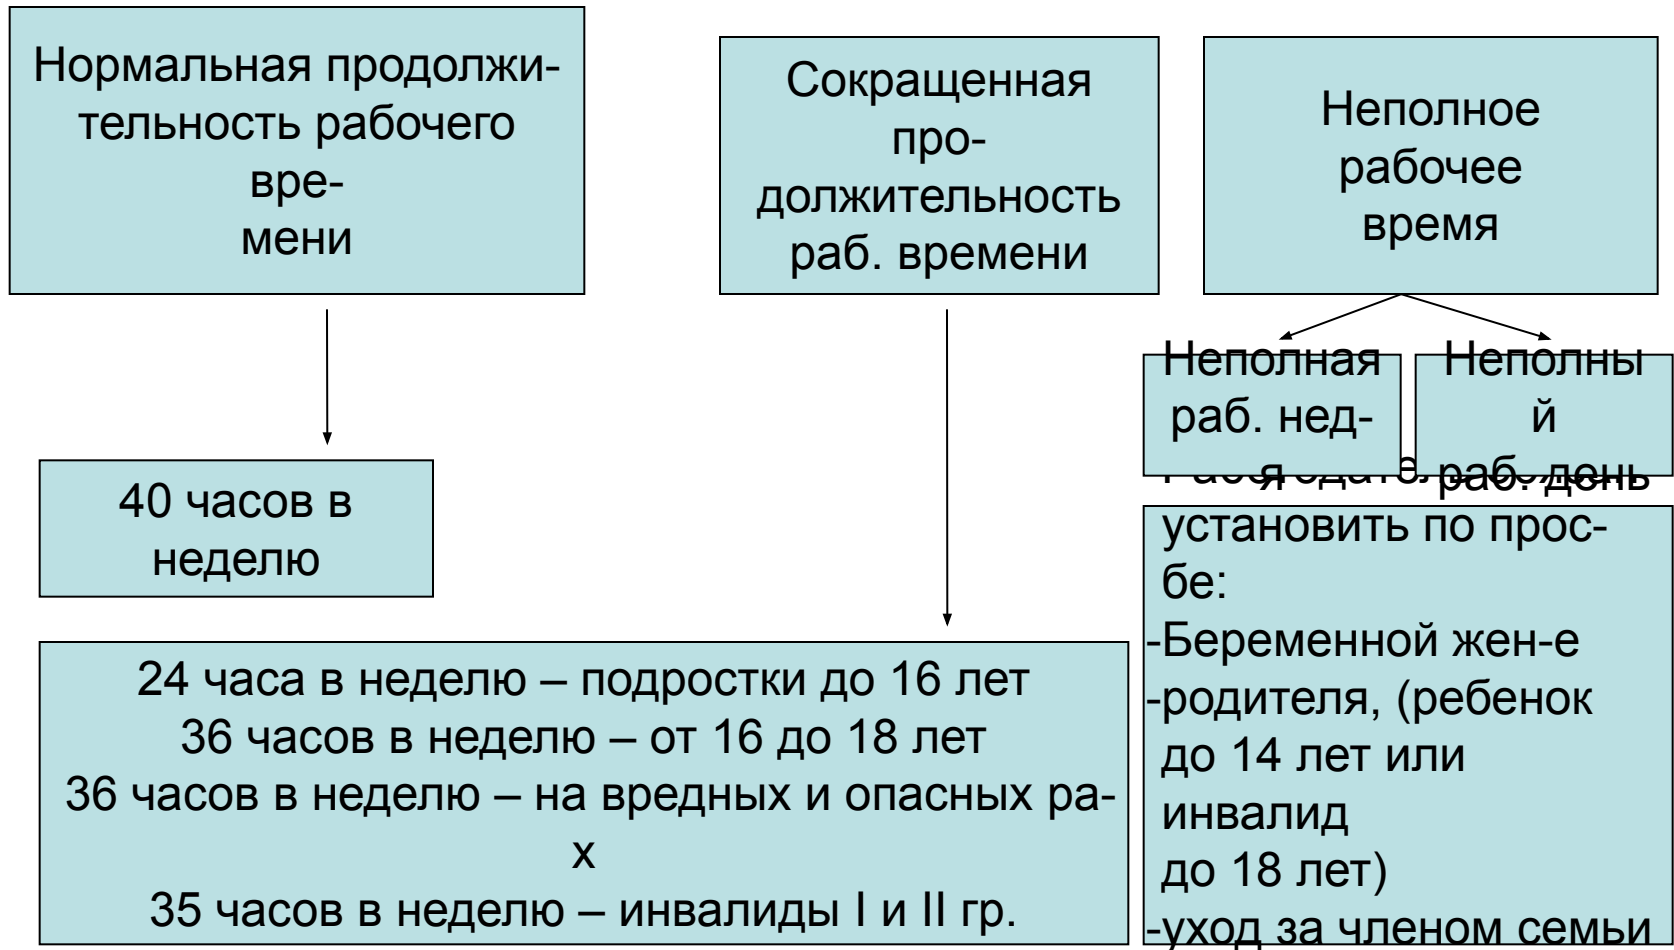 Нормальная продолжи-
тельность рабочего
вре-
мени
Сокращенная
про-
должительность
раб. времени
Неполное
рабочее
время
40 часов в
неделю
24 часа в неделю – подростки до 16 лет
36 часов в неделю – от 16 до 18 лет
36 часов в неделю – на вредных и опасных ра-
х
35 часов в неделю – инвалиды I и II гр.
Неполная
раб. нед-
я
Неполны
й
раб. день
установить по прос-
бе:
-Беременной жен-е
-родителя, (ребенок
до 14 лет или
инвалид
до 18 лет)
-уход за членом семьи